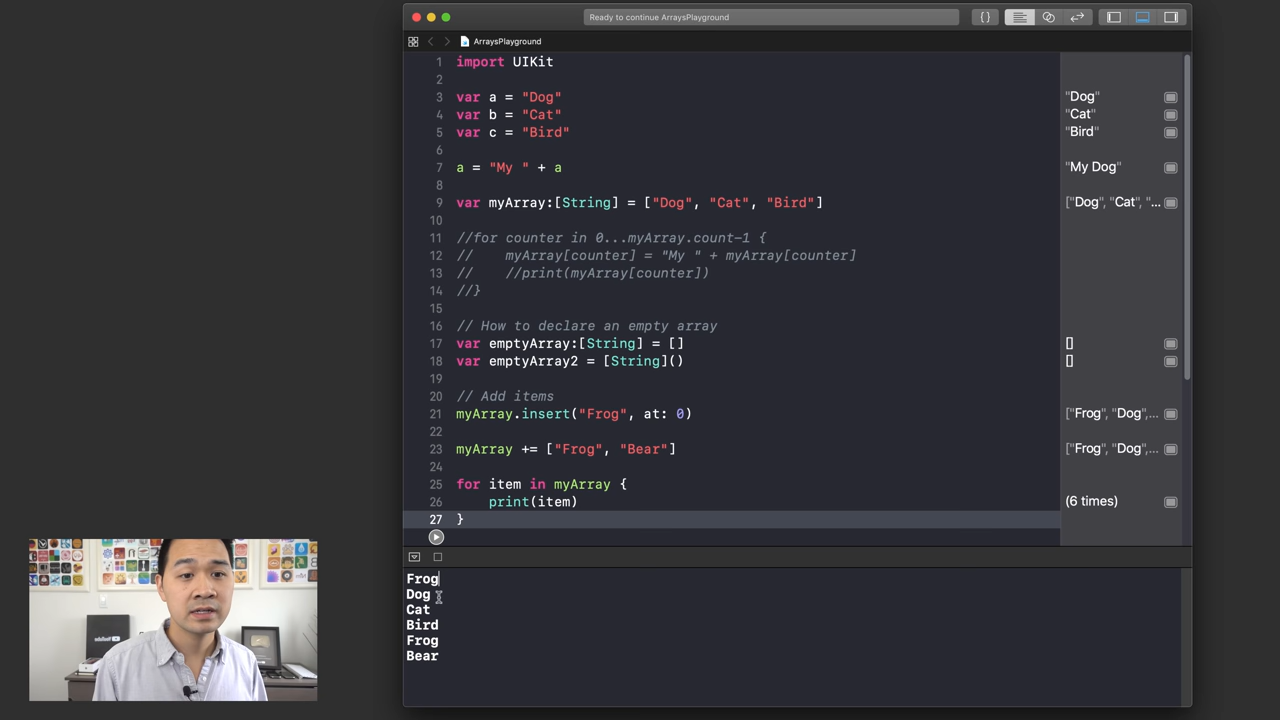 Ready to continue ArraysPlayground
ArraysPlayground
1 import UIKit
2
3 var a = "Dog" "Dog"
4 var b = "Cat" "Cat"
5 var c = "Bird" "Bird"
6
7 a = "My " + a "My Dog"
8
9 var myArray:[String] = ["Dog", "Cat", "Bird"] ["Dog", "Cat", "...
10
11 //for counter in 0...myArray.count-1 {
12 //    myArray[counter] = "My " + myArray[counter]
13 //    //print(myArray[counter])
14 //}
15
16 // How to declare an empty array
17 var emptyArray:[String] = [] []
18 var emptyArray2 = [String]() []
19
20 // Add items
21 myArray.insert("Frog", at: 0) ["Frog", "Dog",...
22
23 myArray += ["Frog", "Bear"] ["Frog", "Dog",...
24
25 for item in myArray {
26     print(item) (6 times)
27 }
Frog
Dog
Cat
Bird
Frog
Bear